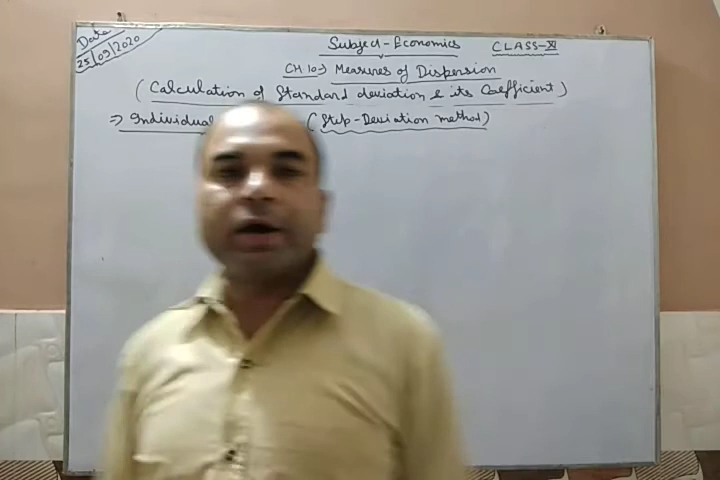 Date
25/09/2020
Subject - Economics CLASS-XI
CH 10 → Measures of Dispersion
(Calculation of Standard deviation & its Coefficient)
⇒ Individual (Step-Deviation method)